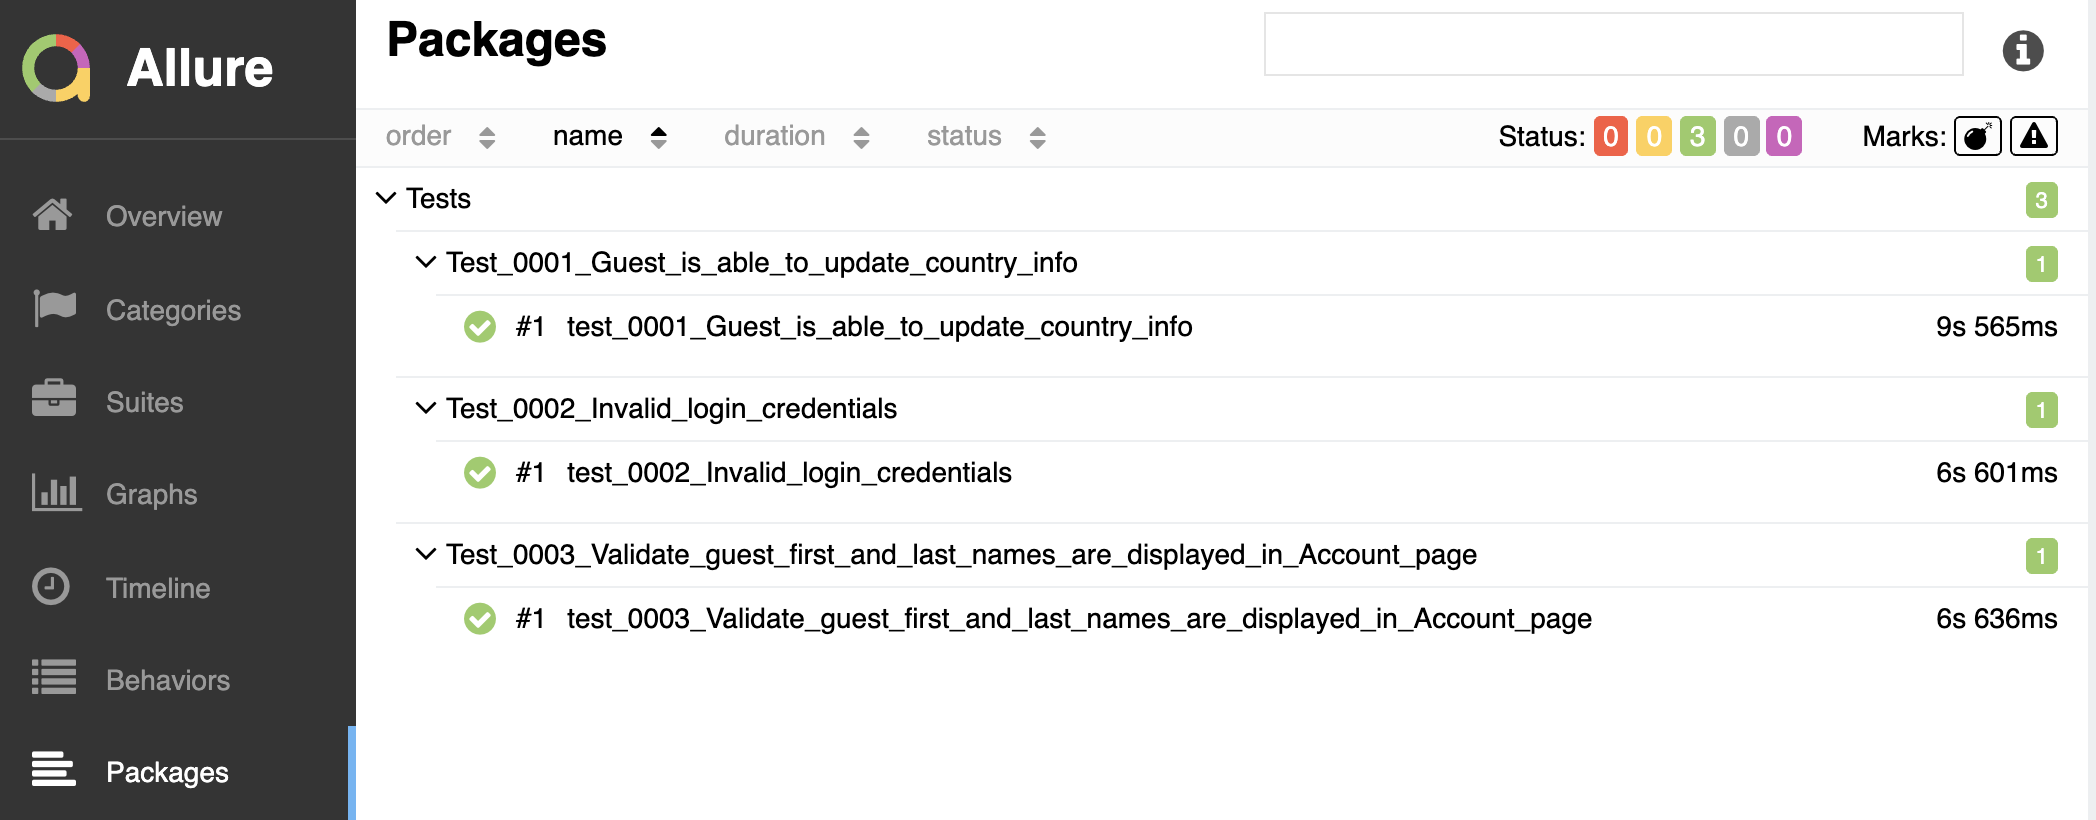 Allure
Overview
Categories
Suites
Graphs
Timeline
Behaviors
Packages
Packages
order name duration status Status: 0 0 3 0 0 Marks:
Tests 3
Test_0001_Guest_is_able_to_update_country_info 1
#1 test_0001_Guest_is_able_to_update_country_info 9s 565ms
Test_0002_Invalid_login_credentials 1
#1 test_0002_Invalid_login_credentials 6s 601ms
Test_0003_Validate_guest_first_and_last_names_are_displayed_in_Account_page 1
#1 test_0003_Validate_guest_first_and_last_names_are_displayed_in_Account_page 6s 636ms